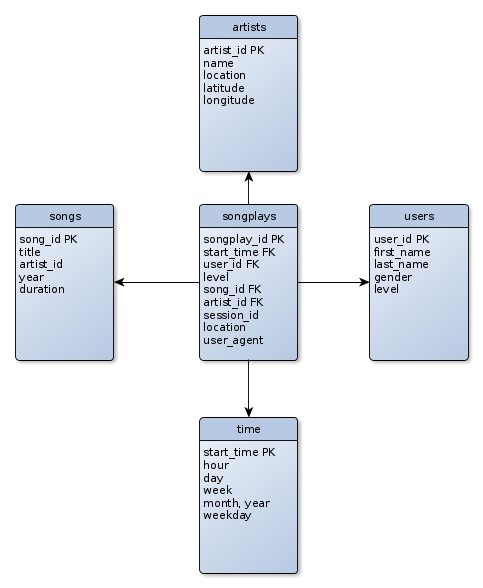 artists
artist_id PK
name
location
latitude
longitude
songs
song_id PK
title
artist_id
year
duration
songplays
songplay_id PK
start_time FK
user_id FK
level
song_id FK
artist_id FK
session_id
location
user_agent
users
user_id PK
first_name
last_name
gender
level
time
start_time PK
hour
day
week
month, year
weekday